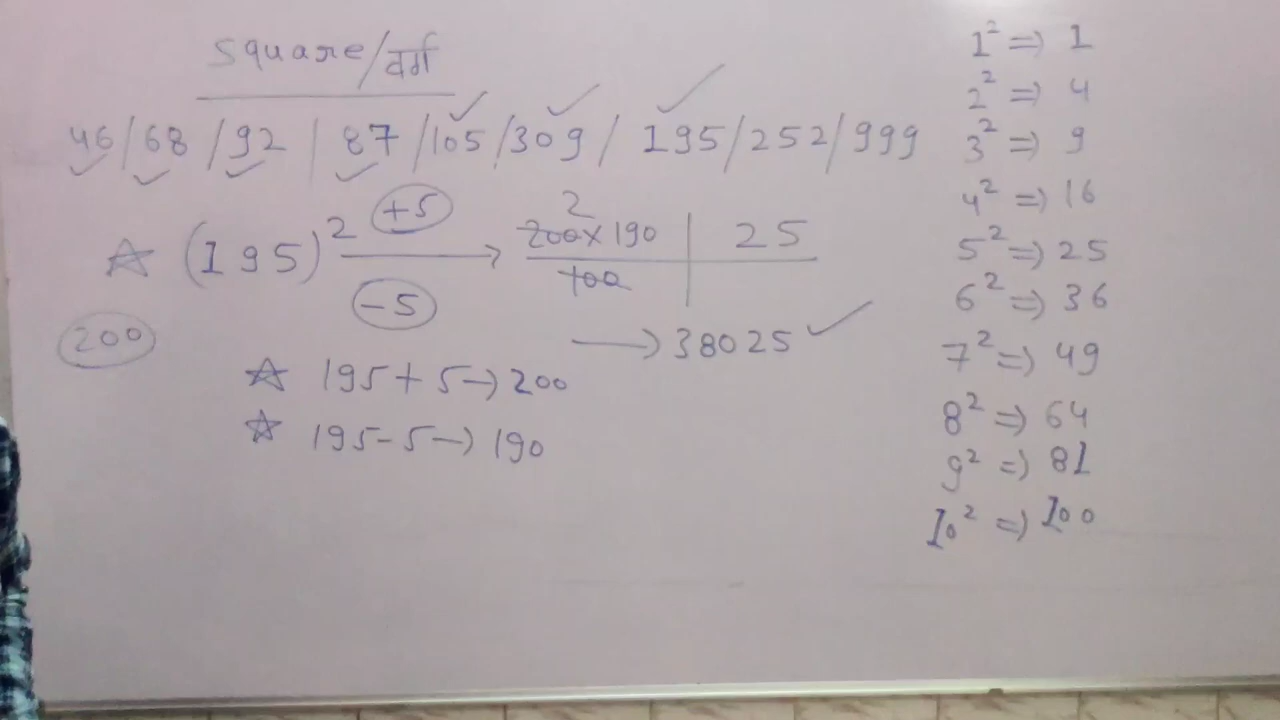 Square/वर्ग
46/68/92/87/105/309/195/252/999
(195)² +5 -5 → 200×190/100 | 25
2
200
→ 38025
195+5→200
195-5→190
1² ⇒ 1
2² ⇒ 4
3² ⇒ 9
4² ⇒ 16
5² ⇒ 25
6² ⇒ 36
7² ⇒ 49
8² ⇒ 64
9² ⇒ 81
10² ⇒ 100